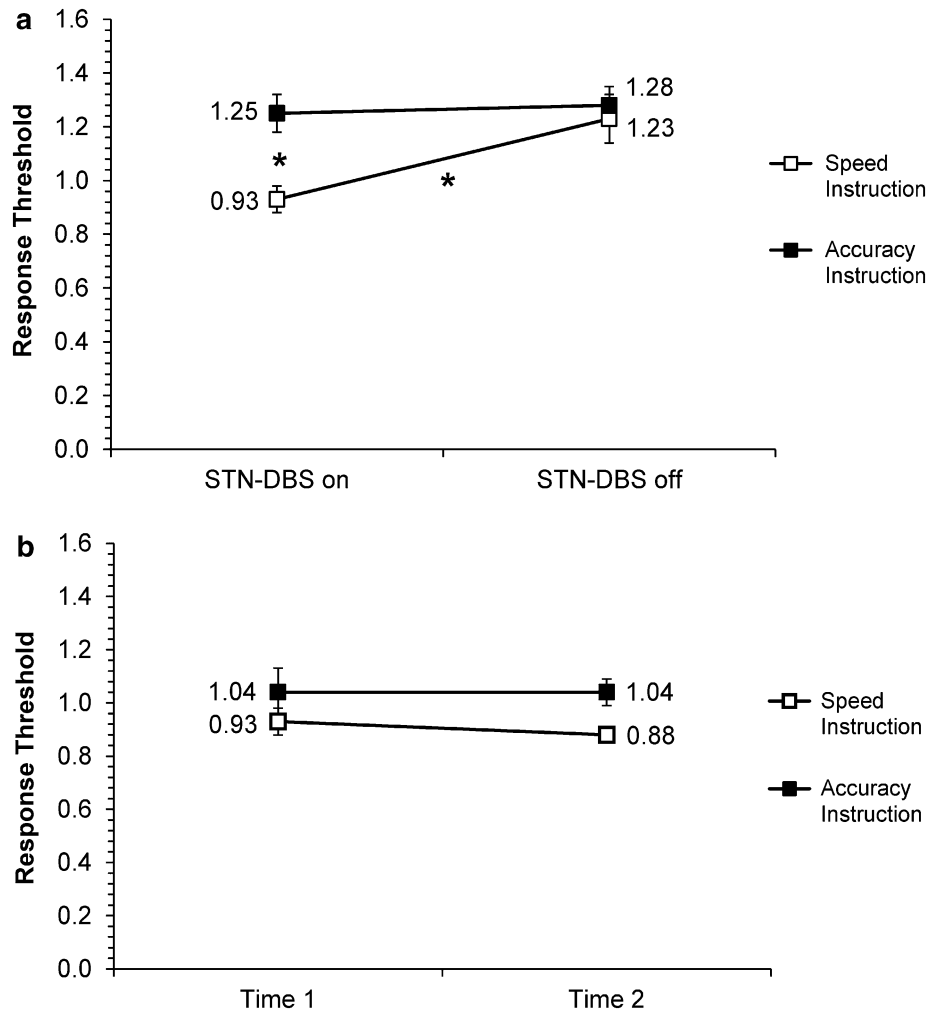 a
Response Threshold
1.6
1.4
1.2
1.0
0.8
0.6
0.4
0.2
0.0
1.25
1.28
1.23
*
*
0.93
STN-DBS on
STN-DBS off
Speed
Instruction
Accuracy
Instruction
b
Response Threshold
1.6
1.4
1.2
1.0
0.8
0.6
0.4
0.2
0.0
1.04
1.04
0.93
0.88
Time 1
Time 2
Speed
Instruction
Accuracy
Instruction